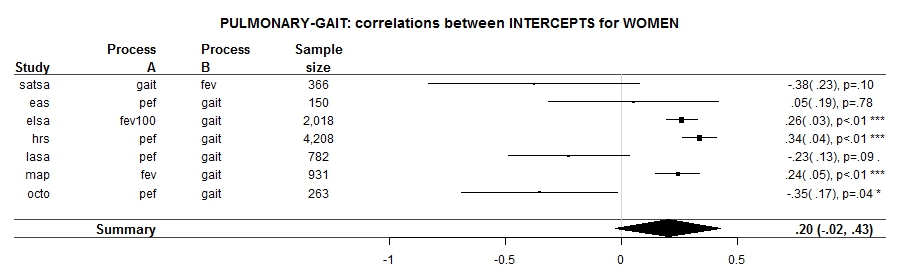 PULMONARY-GAIT: correlations between INTERCEPTS for WOMEN
Process Process Sample
Study A B size
satsa gait fev 366 -.38( .23), p=.10
eas pef gait 150 .05( .19), p=.78
elsa fev100 gait 2,018 .26( .03), p<.01 ***
hrs pef gait 4,208 .34( .04), p<.01 ***
lasa pef gait 782 -.23( .13), p=.09 .
map fev gait 931 .24( .05), p<.01 ***
octo pef gait 263 -.35( .17), p=.04 *
Summary .20 (-.02, .43)
-1 -0.5 0 0.5